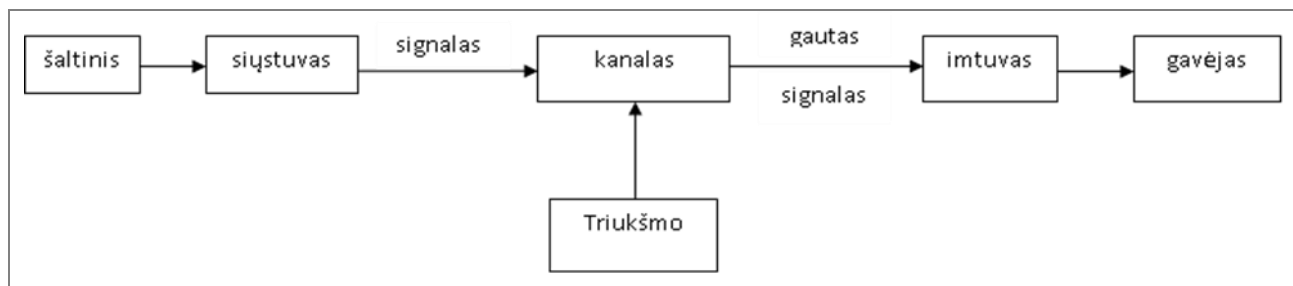 šaltinis
siųstuvas
signalas
kanalas
gautas
signalas
imtuvas
gavėjas
Triukšmo